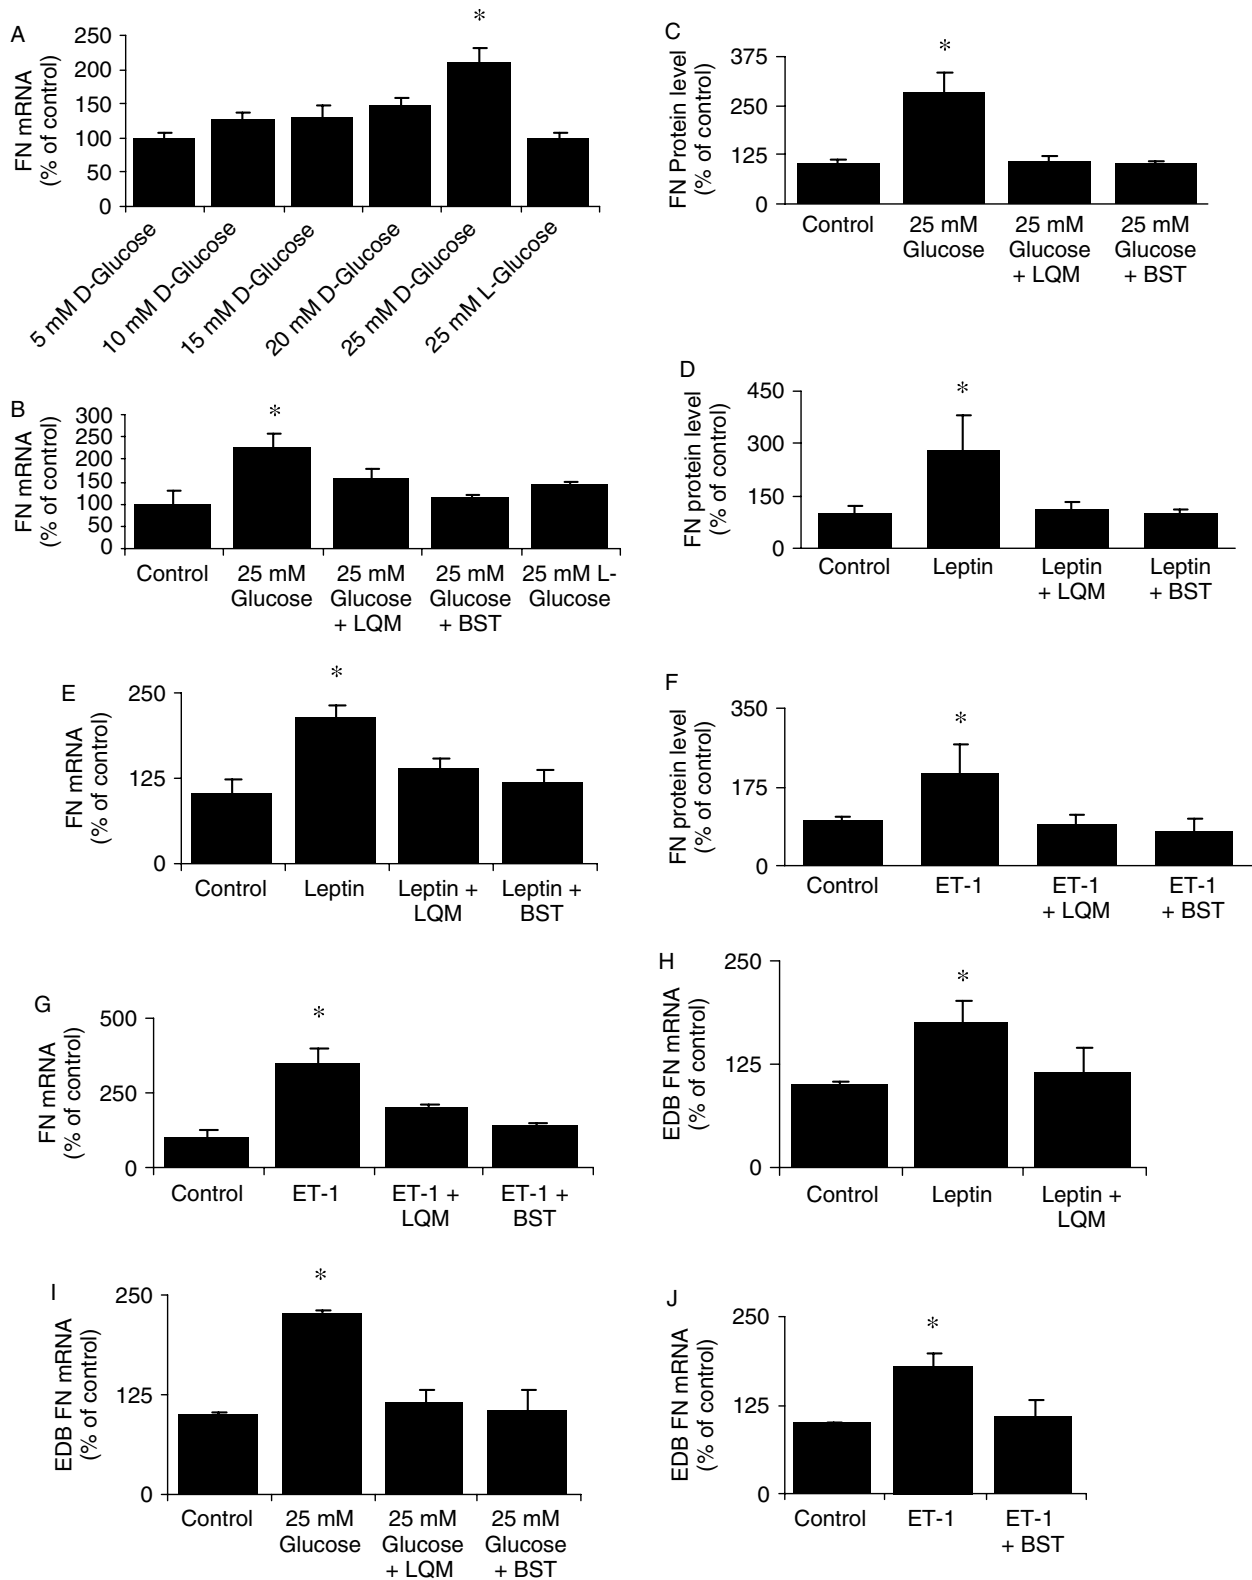 A
FN mRNA
(% of control)
250
200
150
100
50
0
*
5 mM D-Glucose
10 mM D-Glucose
15 mM D-Glucose
20 mM D-Glucose
25 mM D-Glucose
25 mM L-Glucose
C
FN Protein level
(% of control)
375
250
125
0
*
Control
25 mM
Glucose
25 mM
Glucose
+ LQM
25 mM
Glucose
+ BST
B
FN mRNA
(% of control)
300
250
200
150
100
50
0
*
Control
25 mM
Glucose
25 mM
Glucose
+ LQM
25 mM
Glucose
+ BST
25 mM L-
Glucose
D
FN protein level
(% of control)
450
300
150
0
*
Control
Leptin
Leptin
+ LQM
Leptin
+ BST
E
FN mRNA
(% of control)
250
125
0
*
Control
Leptin
Leptin +
LQM
Leptin +
BST
F
FN protein level
(% of control)
350
175
0
*
Control
ET-1
ET-1
+ LQM
ET-1
+ BST
G
FN mRNA
(% of control)
500
250
0
*
Control
ET-1
ET-1 +
LQM
ET-1 +
BST
H
EDB FN mRNA
(% of control)
250
125
0
*
Control
Leptin
Leptin +
LQM
I
EDB FN mRNA
(% of control)
250
125
0
*
Control
25 mM
Glucose
25 mM
Glucose
+ LQM
25 mM
Glucose
+ BST
J
EDB FN mRNA
(% of control)
250
125
0
*
Control
ET-1
ET-1
+ BST